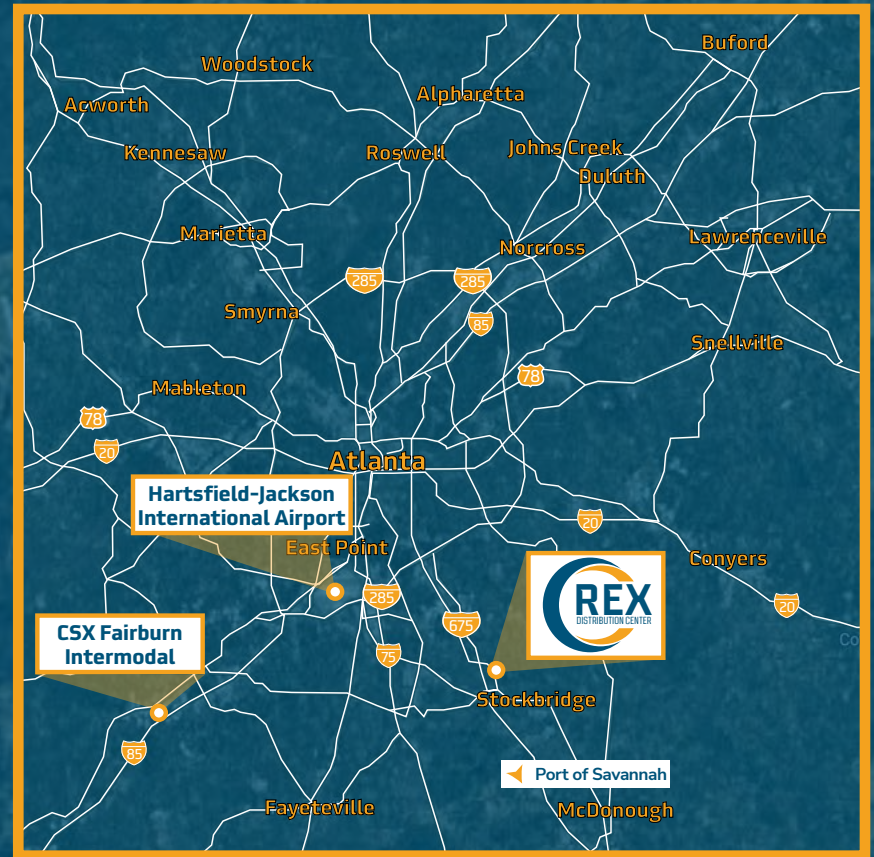 Buford
Woodstock
Alpharetta
Acworth
Kennesaw
Roswell
Johns Creek
Duluth
Marietta
Norcross
Lawrenceville
285
285
Smyrna
85
Snellville
78
Mableton
78
20
Atlanta
Hartsfield-Jackson
International Airport
20
East Point
Conyers
REX
DISTRIBUTION CENTER
285
20
675
CSX Fairburn
Intermodal
Co
75
Stockbridge
85
Port of Savannah
Fayeteville
McDonough